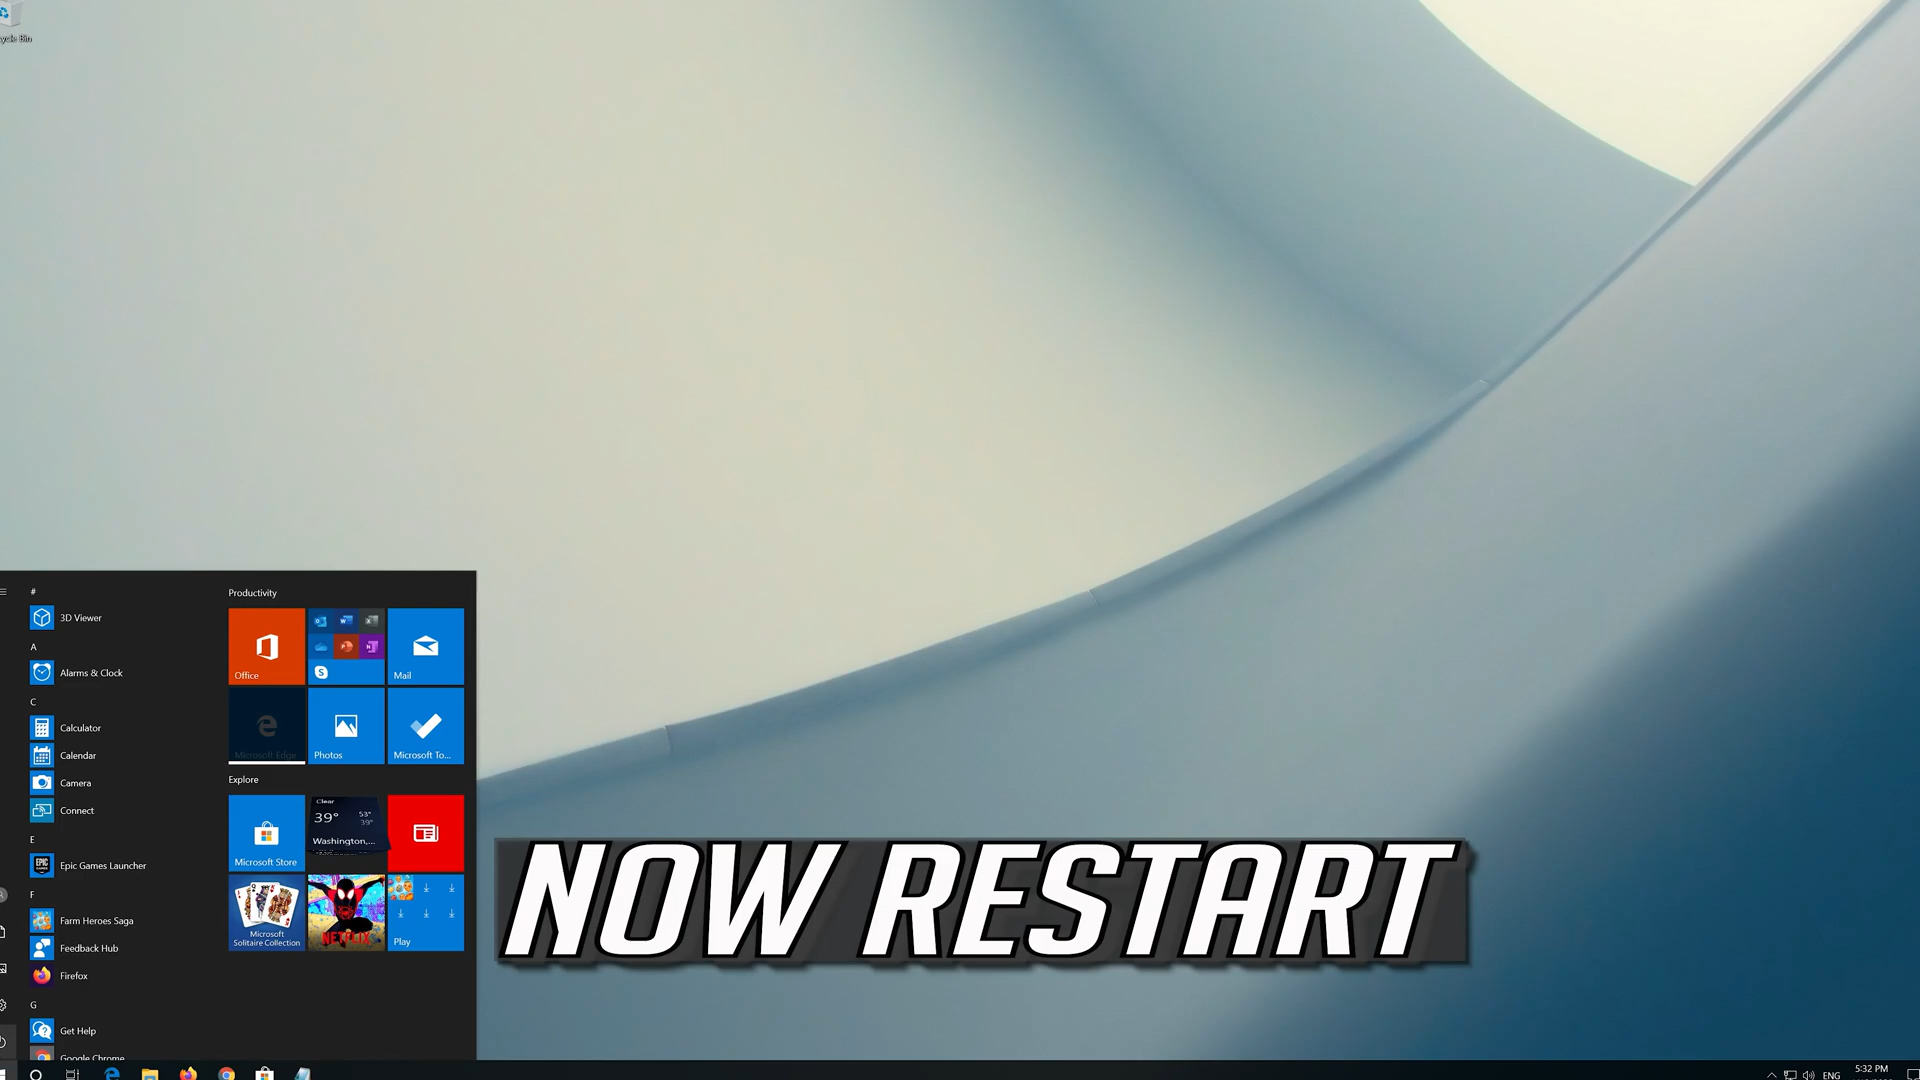 #
3D Viewer
A
Alarms & Clock
C
Calculator
Calendar
Camera
Connect
E
Epic Games Launcher
F
Farm Heroes Saga
Feedback Hub
Firefox
G
Get Help
Google Chrome
Productivity
Office
Mail
Microsoft Edge
Photos
Microsoft To...
Explore
Microsoft Store
Clear
39° 53°
39°
Washington,...
Microsoft
Solitaire Collection
NETFLIX
Play
NOW RESTART
ENG
5:32 PM